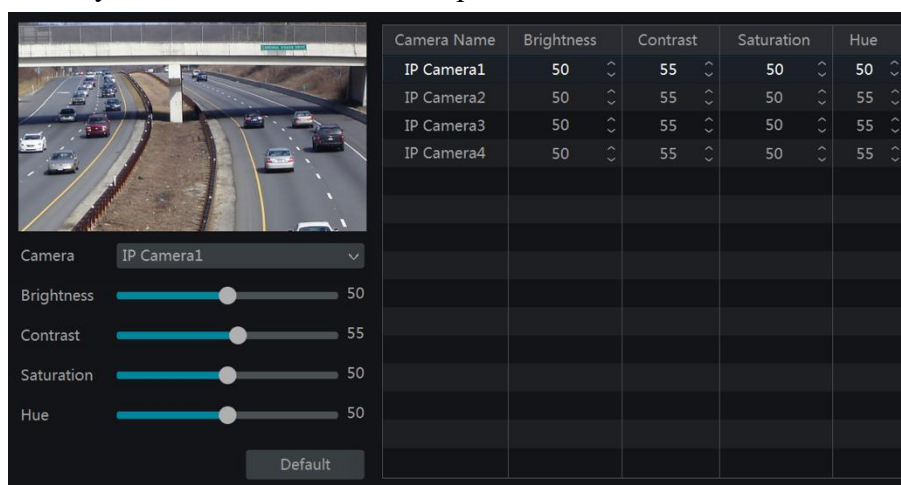 Camera Name Brightness Contrast Saturation Hue
IP Camera1 50 55 50 50
IP Camera2 50 55 50 55
IP Camera3 50 55 50 55
IP Camera4 50 55 50 55
Camera IP Camera1
Brightness 50
Contrast 55
Saturation 50
Hue 50
Default